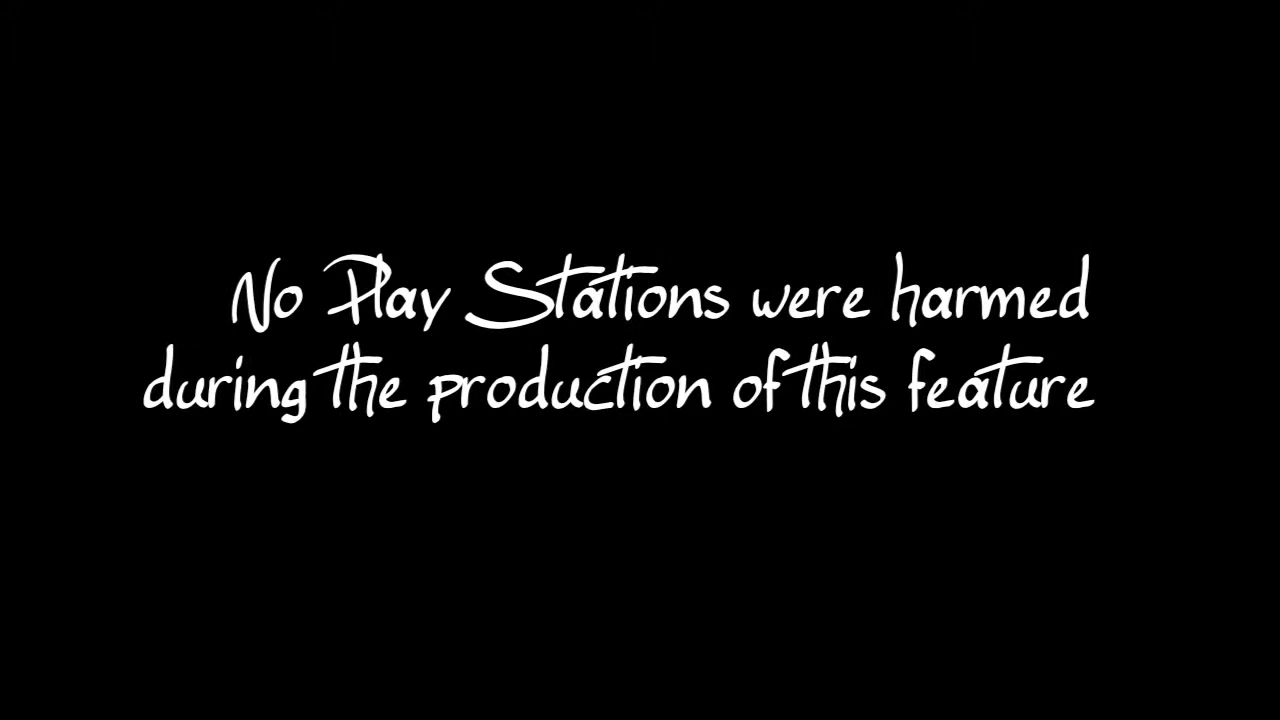 No Play Stations were harmed
during the production of this feature